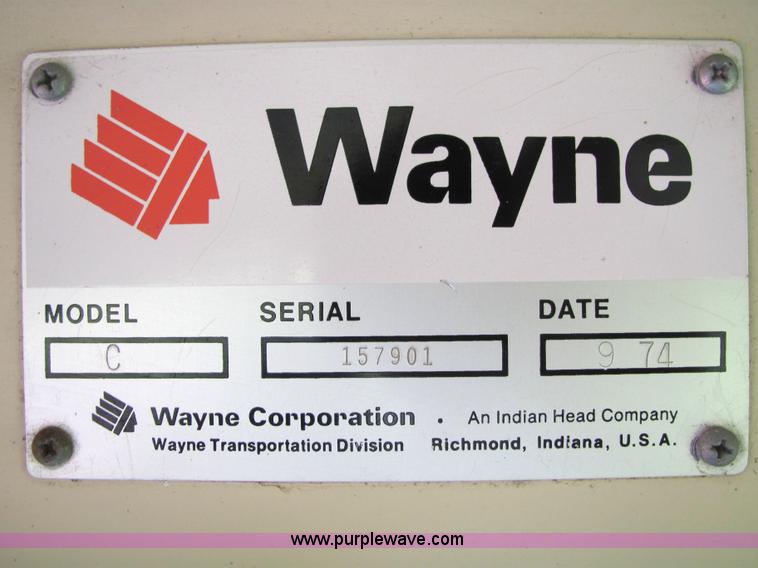 Wayne
MODEL SERIAL DATE
C 157901 9 74
Wayne Corporation . An Indian Head Company
Wayne Transportation Division Richmond, Indiana, U.S.A.
www.purplewave.com